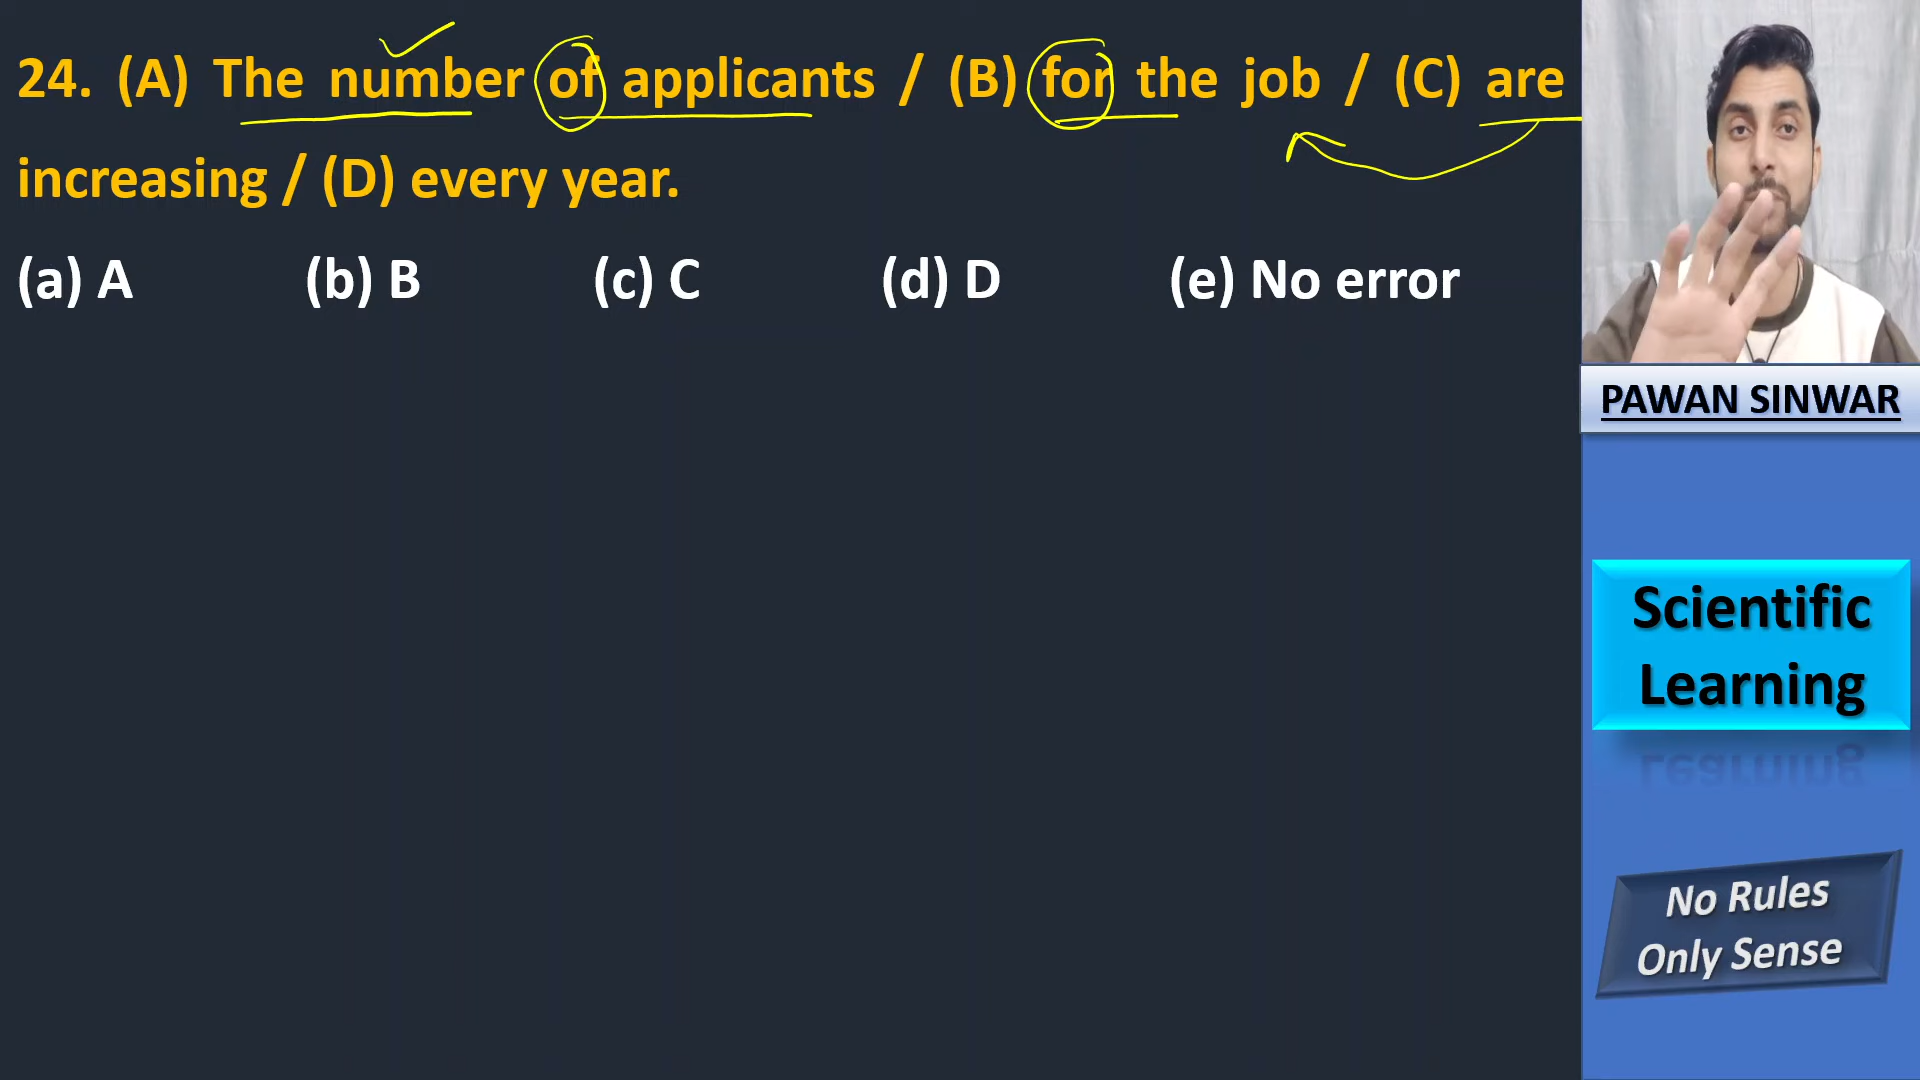 24. (A) The number of applicants / (B) for the job / (C) are
increasing / (D) every year.
(a) A (b) B (c) C (d) D (e) No error
PAWAN SINWAR
Scientific
Learning
No Rules
Only Sense